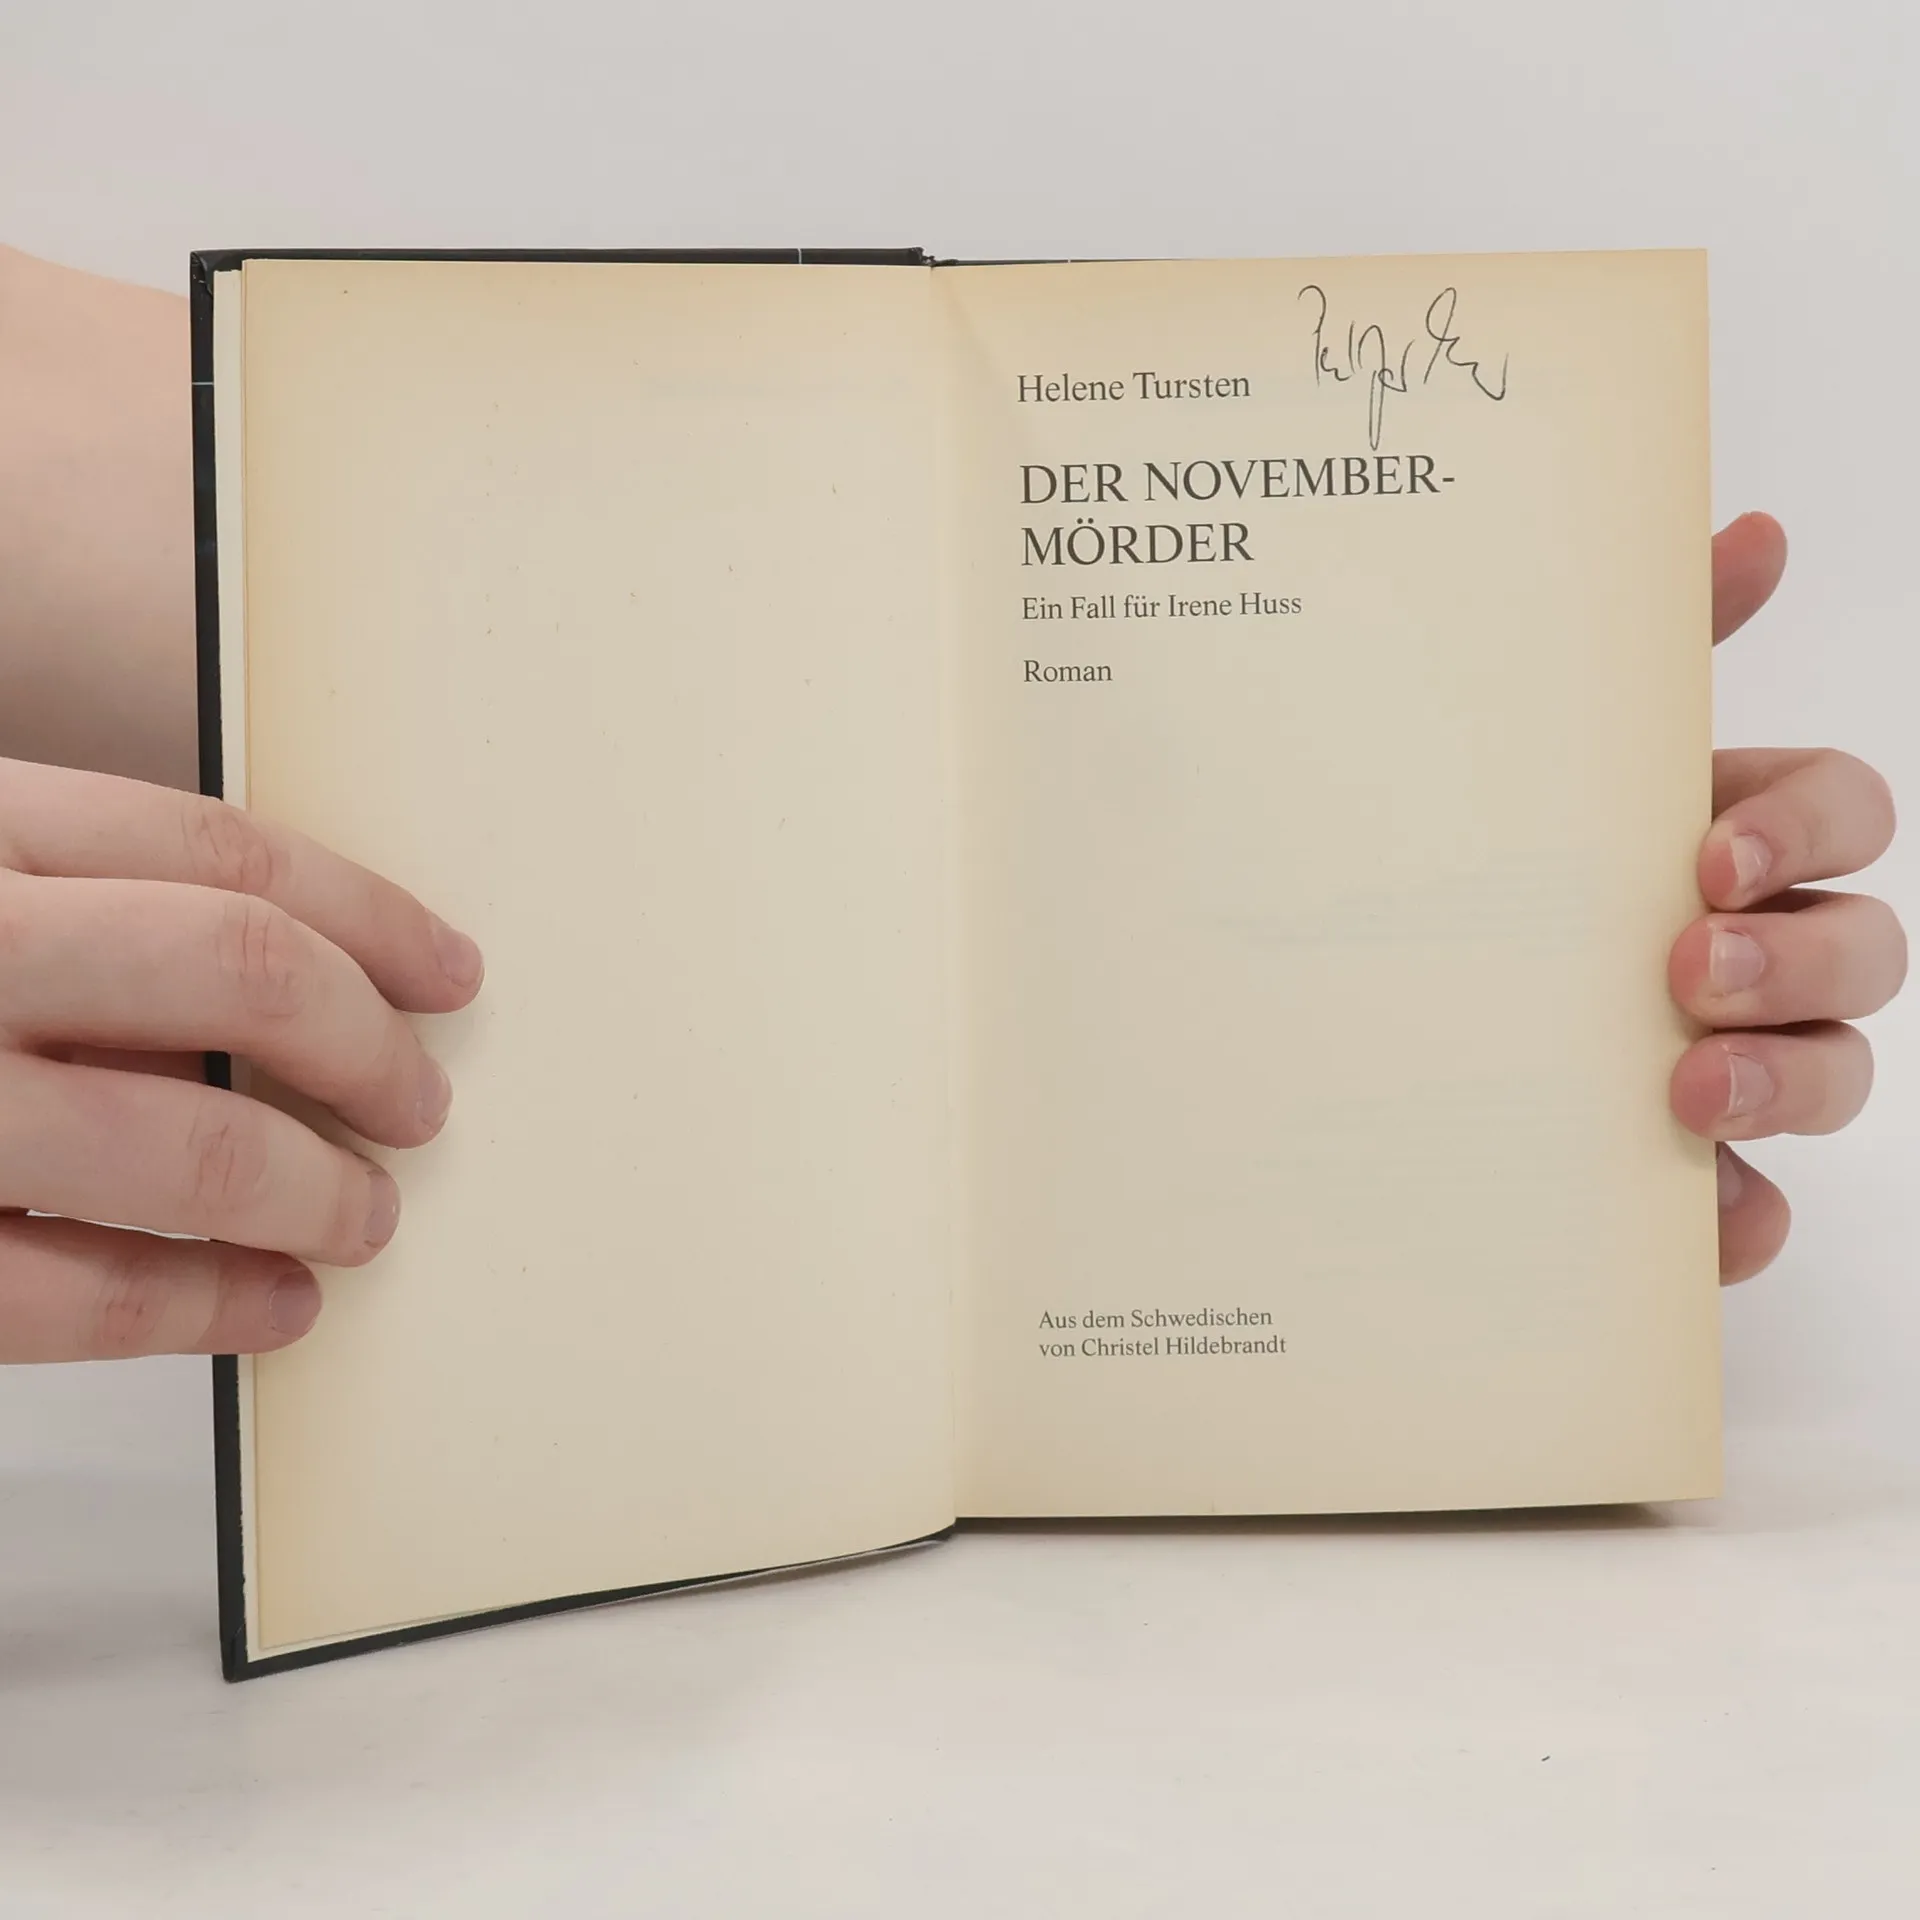 Helene Tursten
DER NOVEMBER-
MÖRDER
Ein Fall für Irene Huss
Roman
Aus dem Schwedischen
von Christel Hildebrandt